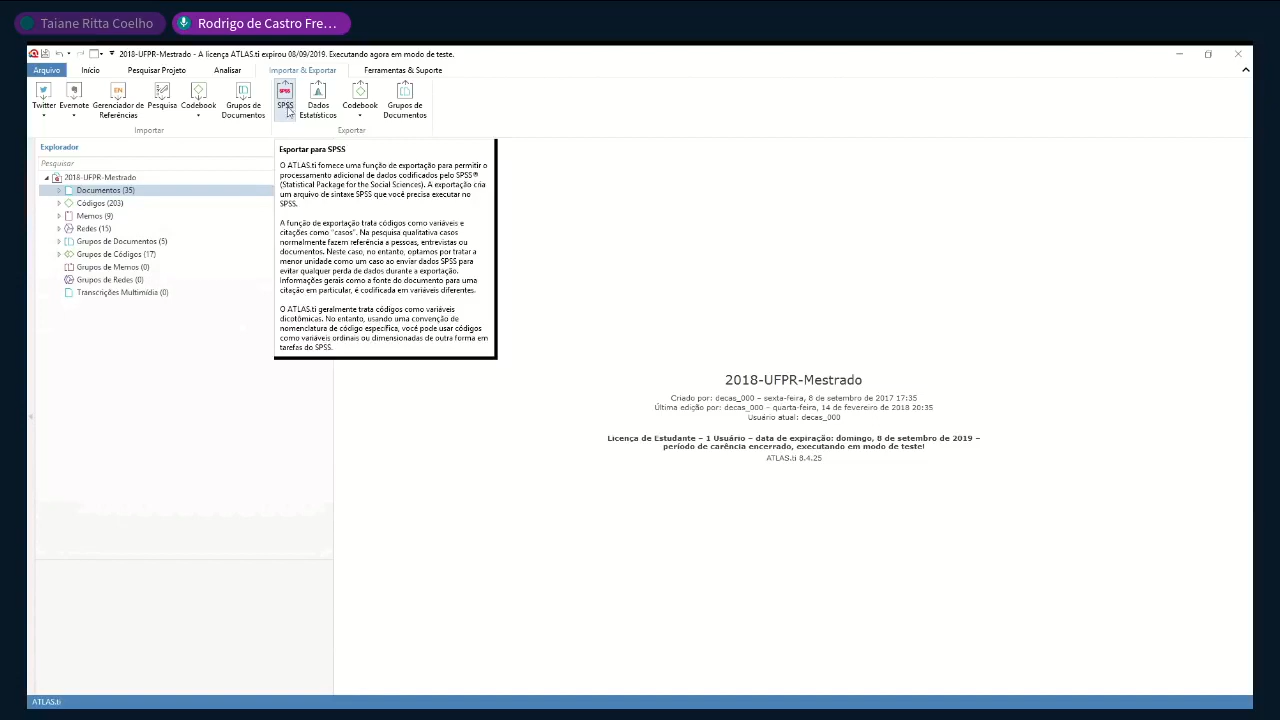 Taiane Ritta Coelho
Rodrigo de Castro Fre...
2018-UFPR-Mestrado - A licença ATLAS.ti expirou 08/09/2019. Executando agora em modo de teste.
Arquivo Início Pesquisar Projeto Analisar Importar & Exportar Ferramentas & Suporte
Twitter Evernote Gerenciador de Referências Pesquisa Codebook Grupos de Documentos SPSS Dados Estatísticos Codebook Grupos de Documentos
Importar Exportar
Explorador
Pesquisar
2018-UFPR-Mestrado
Documentos (35)
Códigos (203)
Memos (9)
Redes (15)
Grupos de Documentos (5)
Grupos de Códigos (17)
Grupos de Memos (0)
Grupos de Redes (0)
Transcrições Multimídia (0)
Esportar para SPSS
O ATLAS.ti fornece uma função de exportação para permitir o
processamento adicional de dados codificados pelo SPSS®
(Statistical Package for the Social Sciences). A exportação cria
um arquivo de sintaxe SPSS que você precisa executar no
SPSS.
A função de exportação trata códigos como variáveis e
citações como "casos". Na pesquisa qualitativa casos
normalmente fazem referência a pessoas, entrevistas ou
documentos. Neste caso, no entanto, optamos por tratar a
menor unidade como um caso ao enviar dados SPSS para
evitar qualquer perda de dados durante a exportação.
Informações gerais como a fonte do documento para uma
citação em particular, é codificada em variáveis diferentes.
O ATLAS.ti geralmente trata códigos como variáveis
dicotômicas. No entanto, usando uma convenção de
nomenclatura de código específica, você pode usar códigos
como variáveis ordinais ou dimensionadas de outra forma em
tarefas do SPSS.
2018-UFPR-Mestrado
Criado por: decas_000 – sexta-feira, 8 de setembro de 2017 17:35
Última edição por: decas_000 – quarta-feira, 14 de fevereiro de 2018 20:35
Usuário atual: decas_000
Licença de Estudante – 1 Usuário – data de expiração: domingo, 8 de setembro de 2019 –
período de carência encerrado, executando em modo de teste!
ATLAS.ti 8.4.25
ATLAS.ti